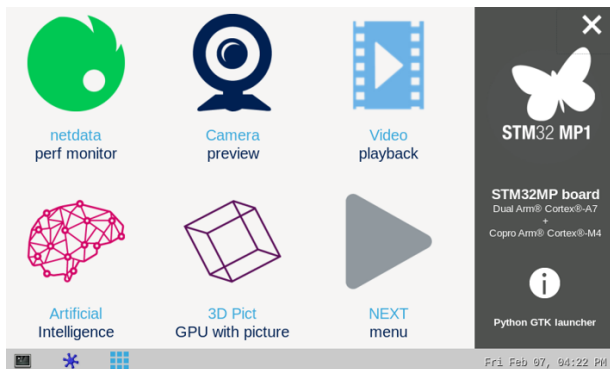 netdata
perf monitor
Camera
preview
Video
playback
Artificial
Intelligence
3D Pict
GPU with picture
NEXT
menu
STM32 MP1
STM32MP board
Dual Arm® Cortex®-A7
+
Copro Arm® Cortex®-M4
i
Python GTK launcher
Fri Feb 07, 04:22 PM